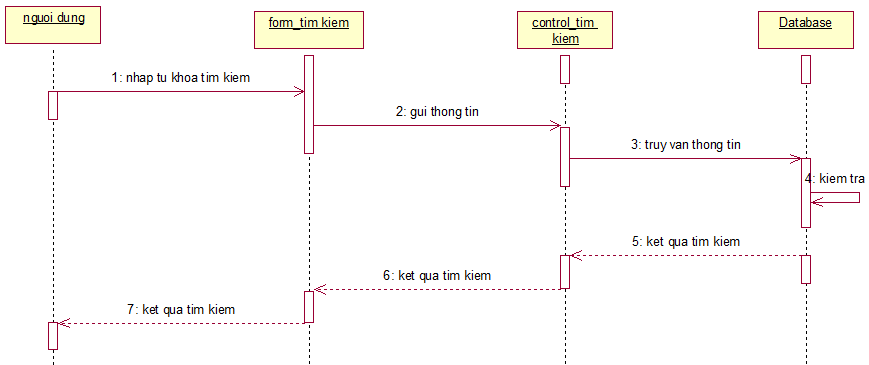 nguoi dung
form_tim kiem
control_tim
kiem
Database
1: nhap tu khoa tim kiem
2: gui thong tin
3: truy van thong tin
4: kiem tra
5: ket qua tim kiem
6: ket qua tim kiem
7: ket qua tim kiem